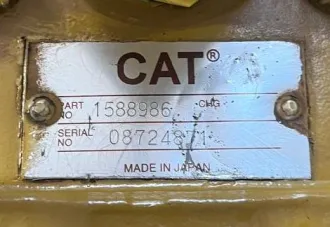 CAT®
PART NO 1588986 CHG
SERIAL NO 08724871
MADE IN JAPAN